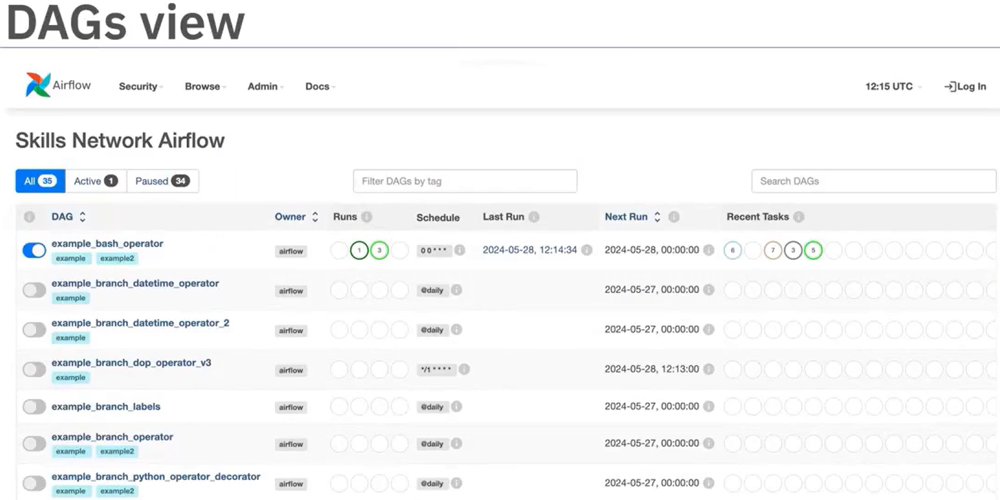 DAGs view
Airflow Security Browse Admin Docs 12:15 UTC Log In
Skills Network Airflow
All 35 Active 1 Paused 34 Filter DAGs by tag Search DAGs
DAG Owner Runs Schedule Last Run Next Run Recent Tasks
example_bash_operator
airflow 1 3 0 0 * * * 2024-05-28, 12:14:34 2024-05-28, 00:00:00 6 7 3 5
example example2
example_branch_datetime_operator
airflow @daily 2024-05-27, 00:00:00
example
example_branch_datetime_operator_2
airflow @daily 2024-05-27, 00:00:00
example
example_branch_dop_operator_v3
airflow */1 * * * * 2024-05-28, 12:13:00
example
example_branch_labels airflow @daily 2024-05-27, 00:00:00
example_branch_operator
airflow @daily 2024-05-27, 00:00:00
example example2
example_branch_python_operator_decorator
airflow @daily 2024-05-27, 00:00:00
example example2